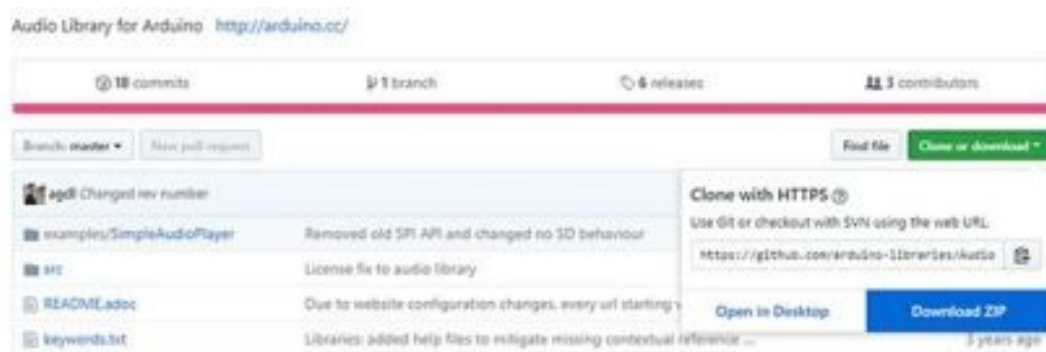 Audio Library for Arduino http://arduino.cc/
18 commits 1 branch 6 releases 3 contributors
Branch: master New pull request Find file Clone or download
agdl Changed rev number
Clone with HTTPS
Use Git or checkout with SVN using the web URL.
https://github.com/arduino-libraries/Audio
Open in Desktop Download ZIP
examples/SimpleAudioPlayer Removed old SPI API and changed no SD behaviour
src License fix to audio library
README.adoc Due to website configuration changes, every url starting
keywords.txt Libraries: added help files to mitigate missing contextual reference ... 3 years ago